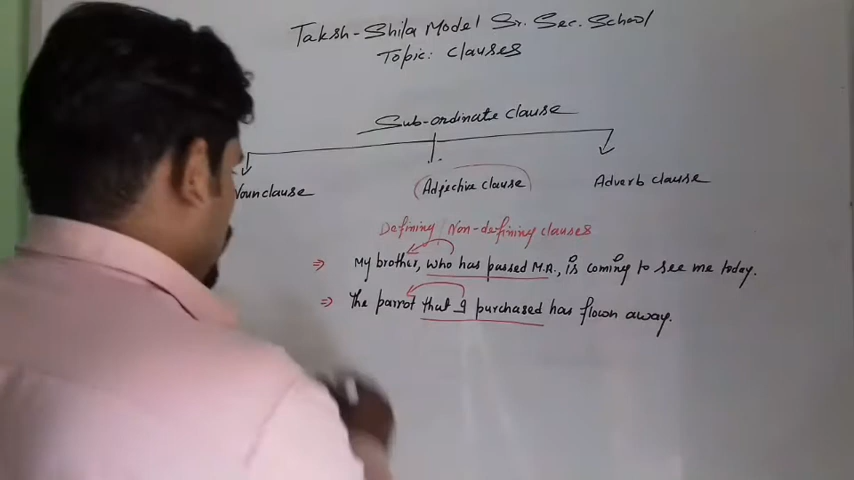 Taksh-Shila Model Sr. Sec. School
Topic: Clauses
Sub-ordinate clause
Noun clause Adjective clause Adverb clause
Defining Non-defining clauses
⇒ My brother, who has passed M.A., is coming to see me today.
⇒ The parrot that I purchased has flown away.